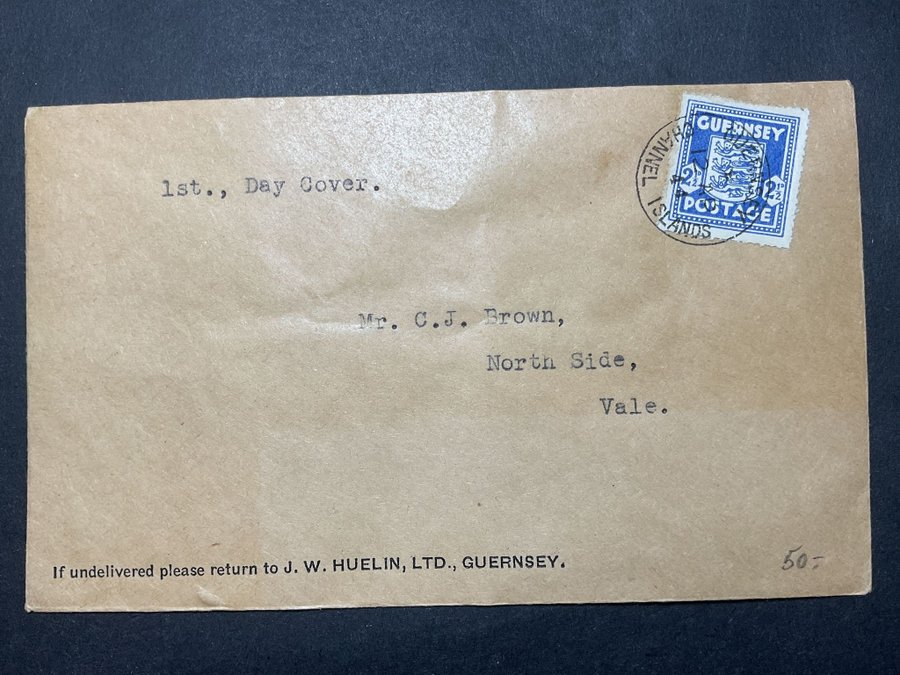 1st., Day Cover.
GUERNSEY
2½ 2½
POSTAGE
CHANNEL ISLANDS
Mr. C.J. Brown,
North Side,
Vale.
If undelivered please return to J. W. HUELIN, LTD., GUERNSEY.
50.-